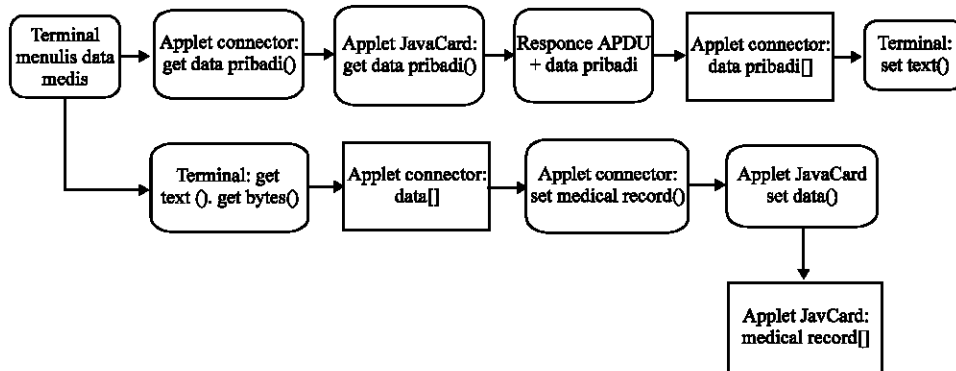 Terminal
menulis data
medis
Applet connector:
get data pribadi()
Applet JavaCard:
get data pribadi()
Responce APDU
+ data pribadi
Applet connector:
data pribadi[]
Terminal:
set text()
Terminal: get
text (). get bytes()
Applet connector:
data[]
Applet connector:
set medical record()
Applet JavaCard
set data()
Applet JavCard:
medical record[]